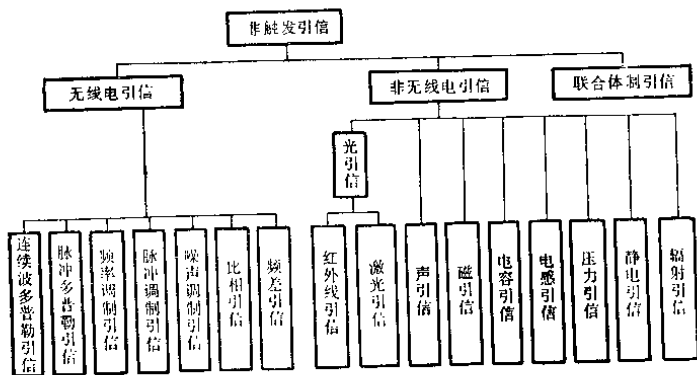 非触发引信
无线电引信
非无线电引信
联合体制引信
光引信
连续波多普勒引信
脉冲多普勒引信
频率调制引信
脉冲调制引信
噪声调制引信
比相引信
频差引信
红外线引信
激光引信
声引信
磁引信
电容引信
电感引信
压力引信
静电引信
辐射引信